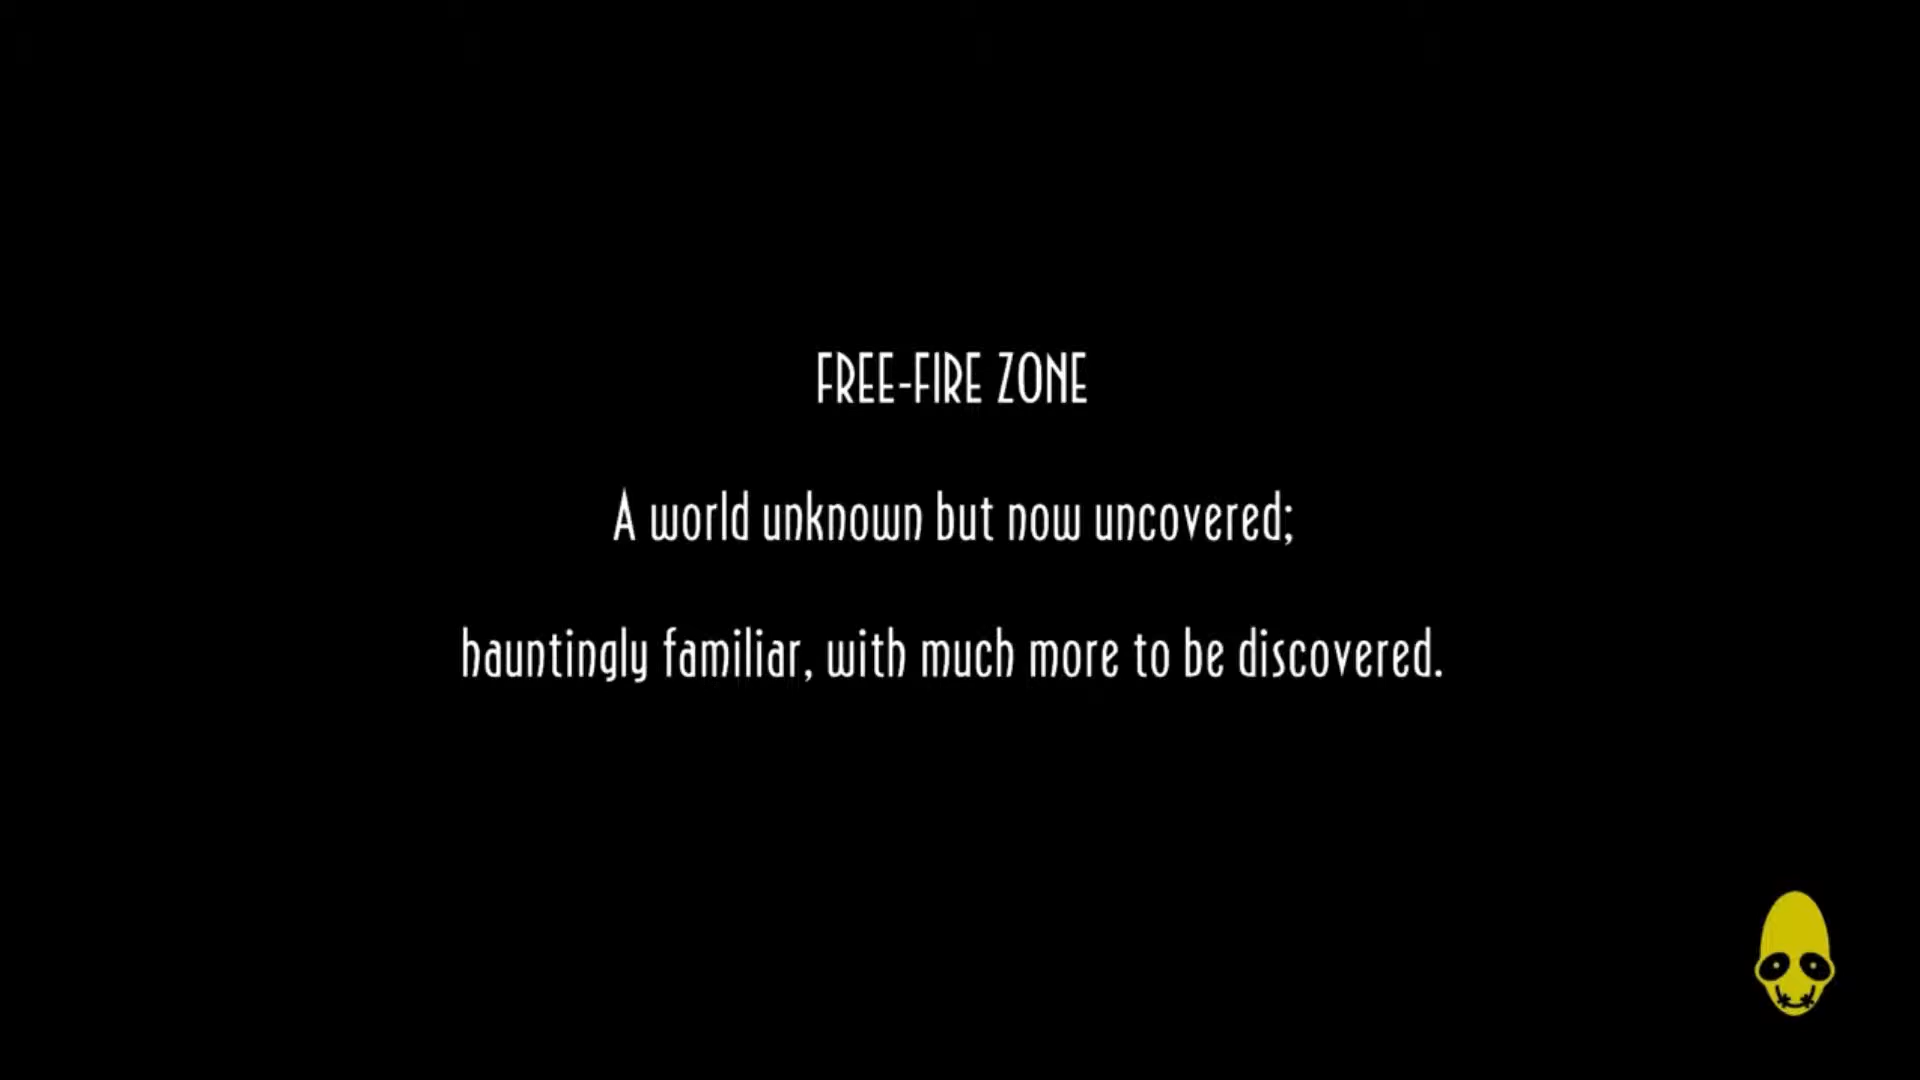 FREE-FIRE ZONE
A world unknown but now uncovered;
hauntingly familiar, with much more to be discovered.